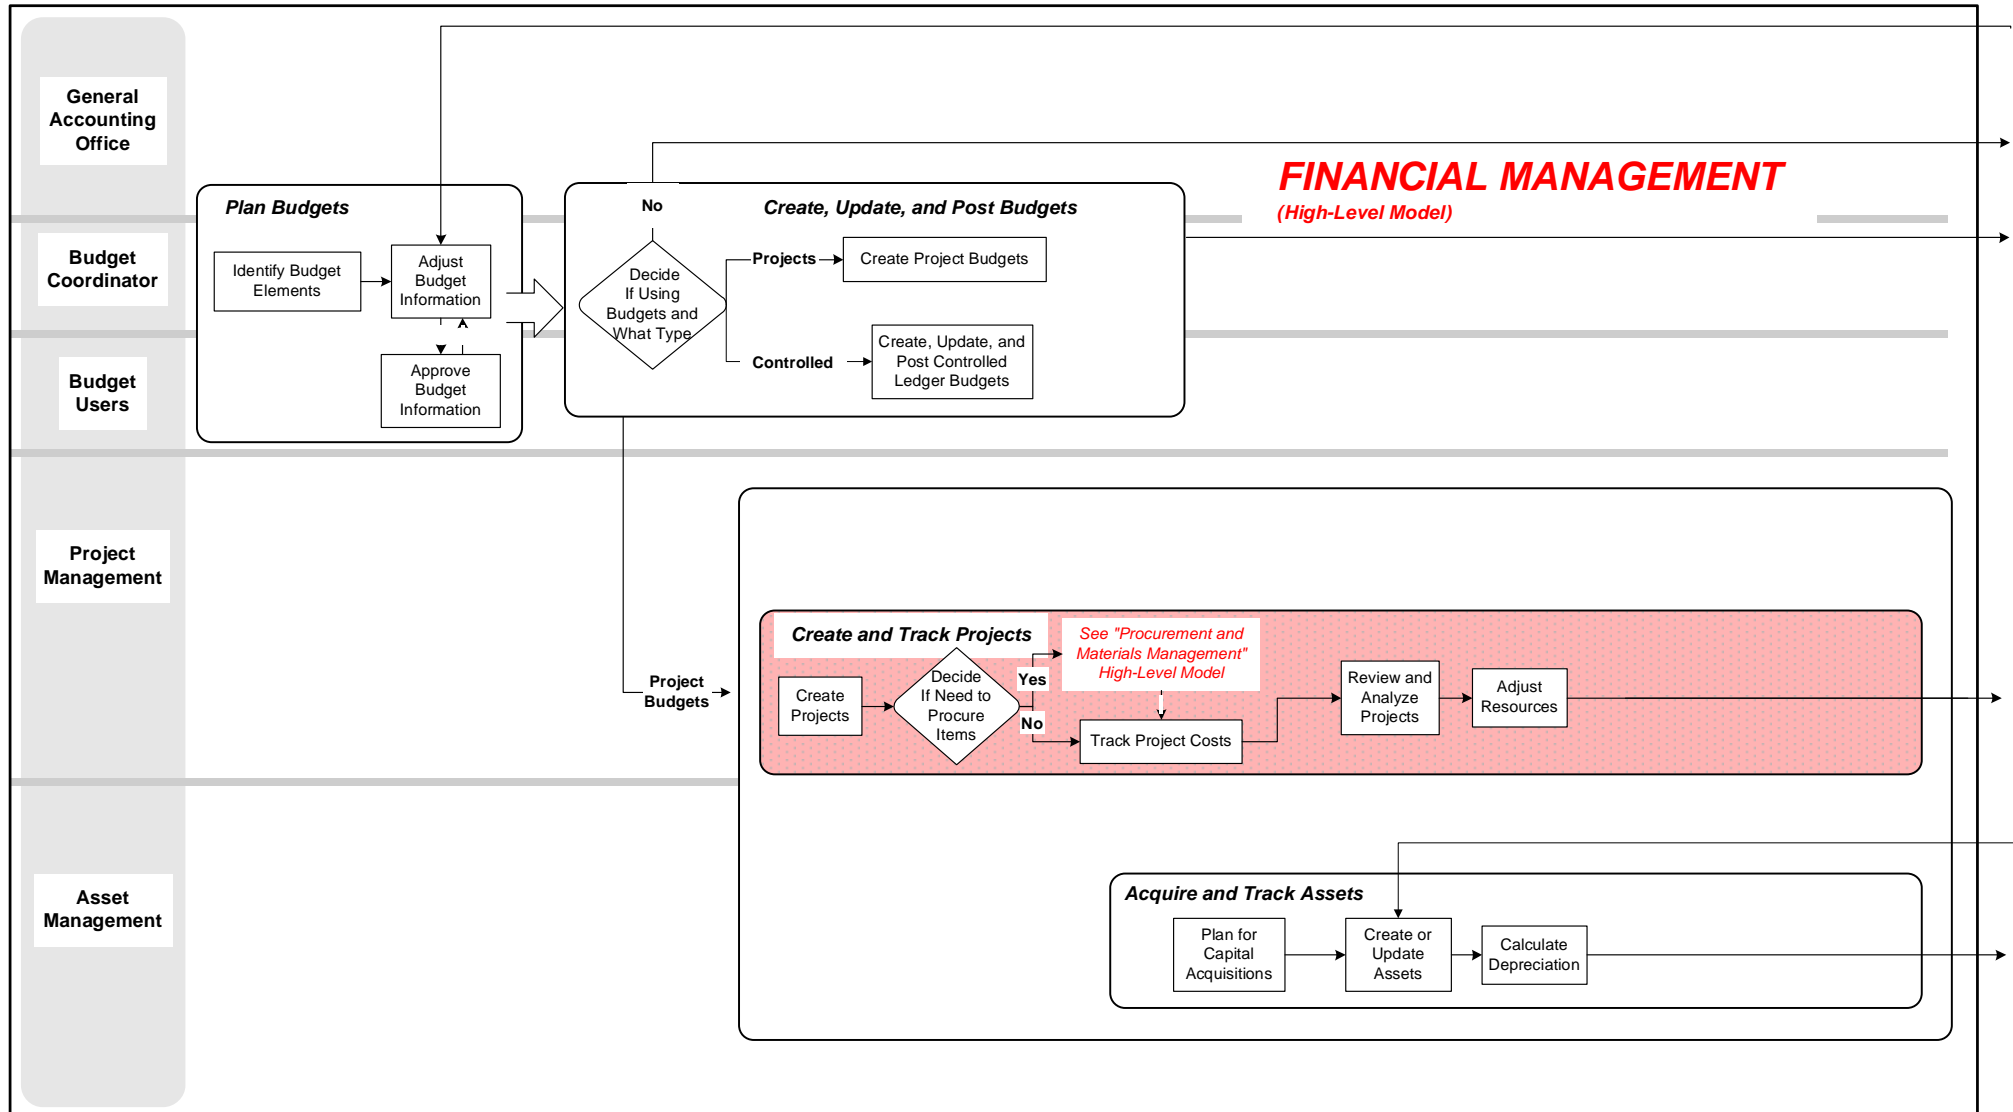 General
Accounting
Office
FINANCIAL MANAGEMENT
(High-Level Model)
Plan Budgets
No
Create, Update, and Post Budgets
Budget
Coordinator
Identify Budget
Elements
Adjust
Budget
Information
Decide
If Using
Budgets and
What Type
Projects
Create Project Budgets
Controlled
Create, Update, and
Post Controlled
Ledger Budgets
Budget
Users
Approve
Budget
Information
Project
Management
Project
Budgets
Create and Track Projects
Create
Projects
Decide
If Need to
Procure
Items
Yes
No
See "Procurement and
Materials Management"
High-Level Model
Track Project Costs
Review and
Analyze
Projects
Adjust
Resources
Asset
Management
Acquire and Track Assets
Plan for
Capital
Acquisitions
Create or
Update
Assets
Calculate
Depreciation